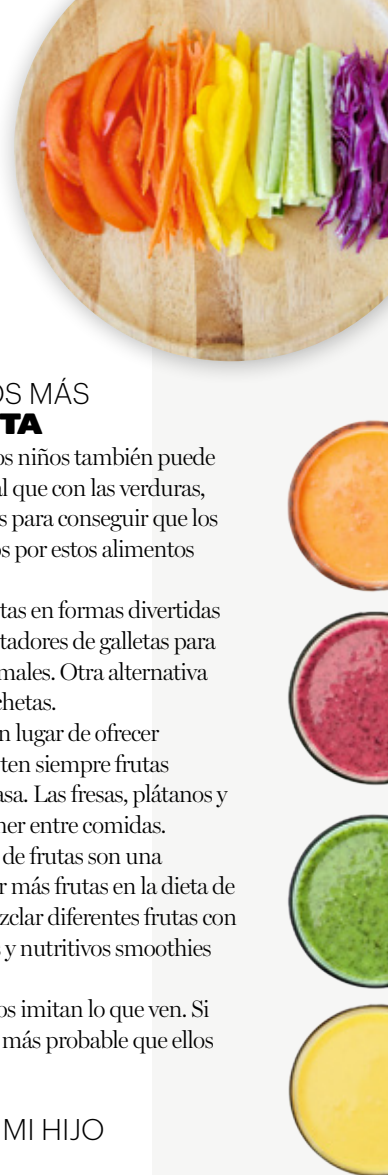 OS MÁS
TA
os niños también puede
al que con las verduras,
s para conseguir que los
os por estos alimentos
tas en formas divertidas
tadores de galletas para
males. Otra alternativa
chetas.
n lugar de ofrecer
ten siempre frutas
asa. Las fresas, plátanos y
ner entre comidas.
de frutas son una
r más frutas en la dieta de
zclar diferentes frutas con
s y nutritivos smoothies
os imitan lo que ven. Si
más probable que ellos
MI HIJO